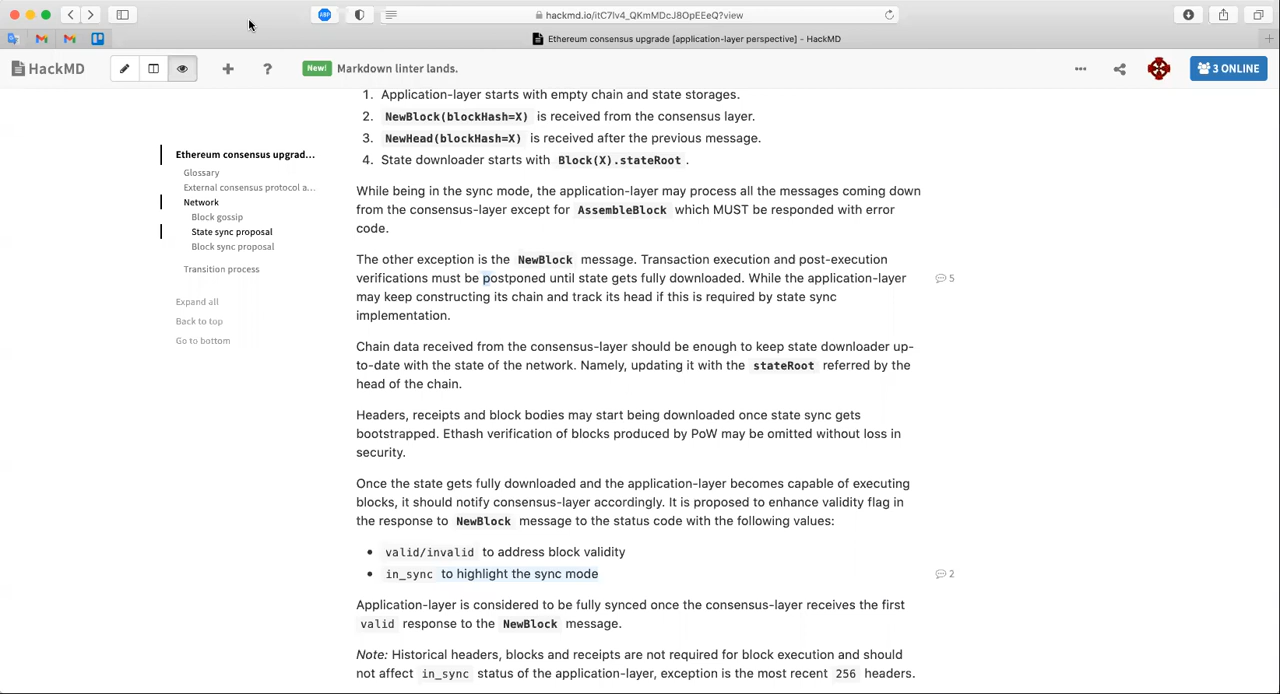 ABP
hackmd.io/itC7lv4_QKmMDcJ8OpEEeQ?view
Ethereum consensus upgrade [application-layer perspective] - HackMD
HackMD
New! Markdown linter lands.
3 ONLINE
Ethereum consensus upgrad...
Glossary
External consensus protocol a...
Network
Block gossip
State sync proposal
Block sync proposal
Transition process
Expand all
Back to top
Go to bottom
1. Application-layer starts with empty chain and state storages.
2. NewBlock(blockHash=X) is received from the consensus layer.
3. NewHead(blockHash=X) is received after the previous message.
4. State downloader starts with Block(X).stateRoot .
While being in the sync mode, the application-layer may process all the messages coming down
from the consensus-layer except for AssembleBlock which MUST be responded with error
code.
The other exception is the NewBlock message. Transaction execution and post-execution
verifications must be postponed until state gets fully downloaded. While the application-layer
5
may keep constructing its chain and track its head if this is required by state sync
implementation.
Chain data received from the consensus-layer should be enough to keep state downloader up-
to-date with the state of the network. Namely, updating it with the stateRoot referred by the
head of the chain.
Headers, receipts and block bodies may start being downloaded once state sync gets
bootstrapped. Ethash verification of blocks produced by PoW may be omitted without loss in
security.
Once the state gets fully downloaded and the application-layer becomes capable of executing
blocks, it should notify consensus-layer accordingly. It is proposed to enhance validity flag in
the response to NewBlock message to the status code with the following values:
• valid/invalid to address block validity
• in_sync to highlight the sync mode
2
Application-layer is considered to be fully synced once the consensus-layer receives the first
valid response to the NewBlock message.
Note: Historical headers, blocks and receipts are not required for block execution and should
not affect in_sync status of the application-layer, exception is the most recent 256 headers.